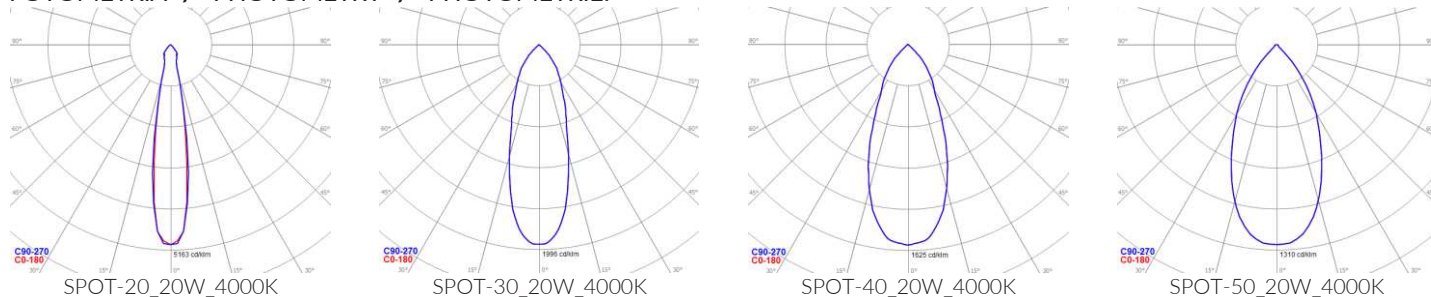 90° 90° 90° 90° 90° 90° 90° 90°
75° 75° 75° 75° 75° 75° 75° 75°
60° 60° 60° 60° 60° 60° 60° 60°
45° 45° 45° 45° 45° 45° 45° 45°
C90-270 C90-270 C90-270 C90-270
C0-180 C0-180 C0-180 C0-180
5163 cd/klm 1996 cd/klm 1625 cd/klm 1310 cd/klm
30° 15° 0° 15° 30° 30° 15° 0° 15° 30° 30° 15° 0° 15° 30° 30° 15° 0° 15° 30°
SPOT-20_20W_4000K SPOT-30_20W_4000K SPOT-40_20W_4000K SPOT-50_20W_4000K